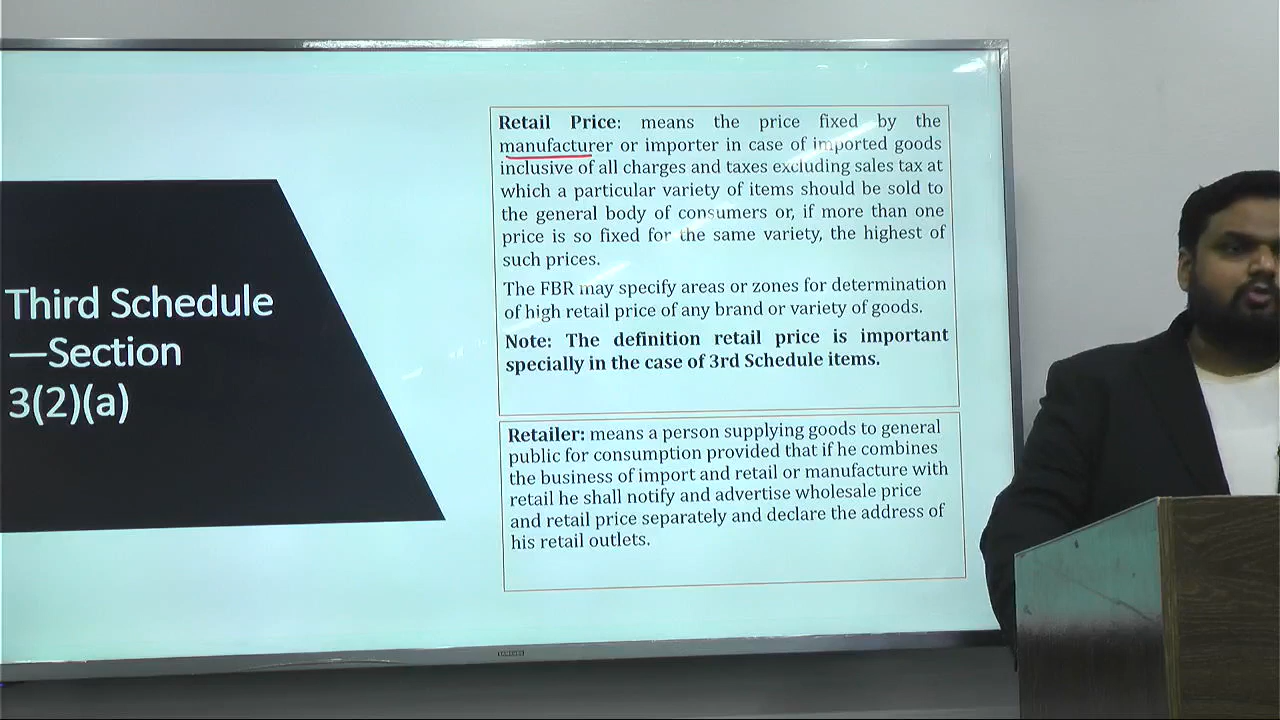 Third Schedule
—Section
3(2)(a)
Retail Price: means the price fixed by the
manufacturer or importer in case of imported goods
inclusive of all charges and taxes excluding sales tax at
which a particular variety of items should be sold to
the general body of consumers or, if more than one
price is so fixed for the same variety, the highest of
such prices.
The FBR may specify areas or zones for determination
of high retail price of any brand or variety of goods.
Note: The definition retail price is important
specially in the case of 3rd Schedule items.
Retailer: means a person supplying goods to general
public for consumption provided that if he combines
the business of import and retail or manufacture with
retail he shall notify and advertise wholesale price
and retail price separately and declare the address of
his retail outlets.
SAMSUNG